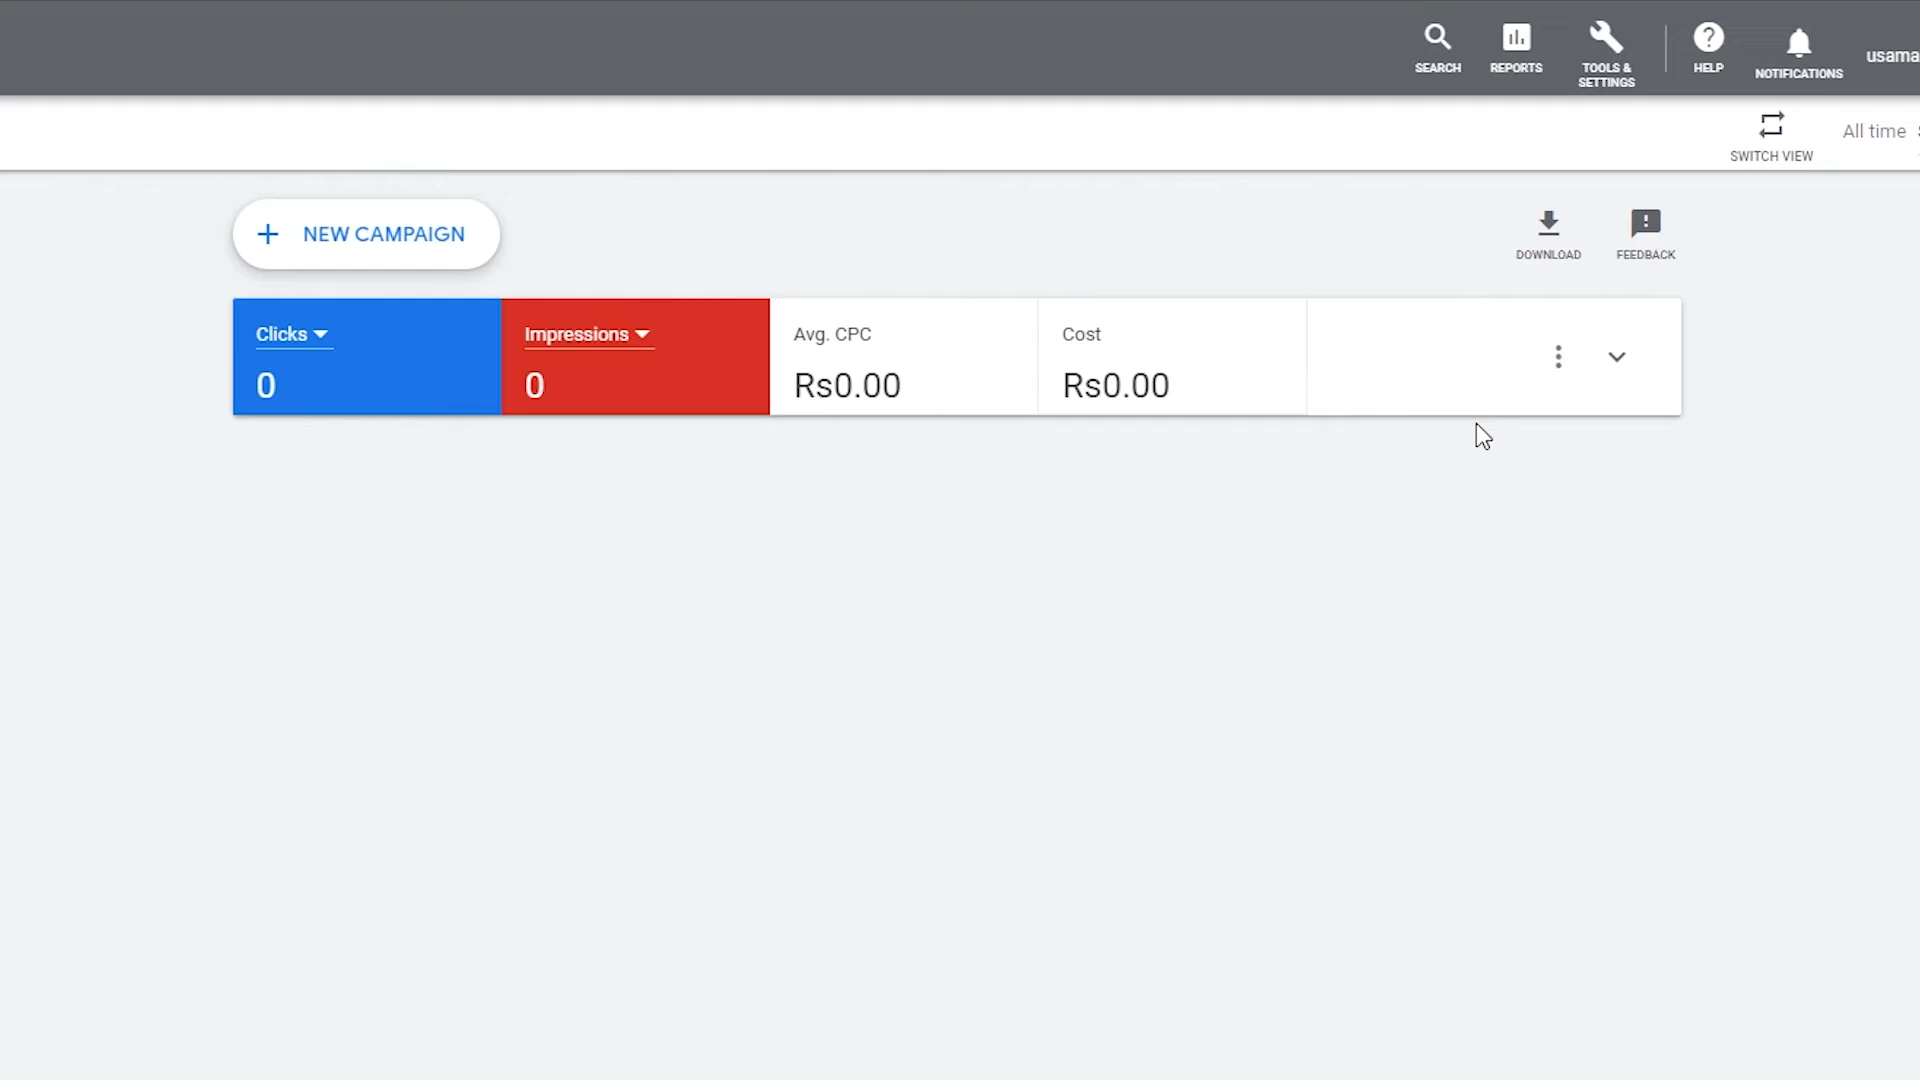 SEARCH
REPORTS
TOOLS &
SETTINGS
HELP
NOTIFICATIONS
usama
SWITCH VIEW
All time
NEW CAMPAIGN
DOWNLOAD
FEEDBACK
Clicks
0
Impressions
0
Avg. CPC
Rs0.00
Cost
Rs0.00